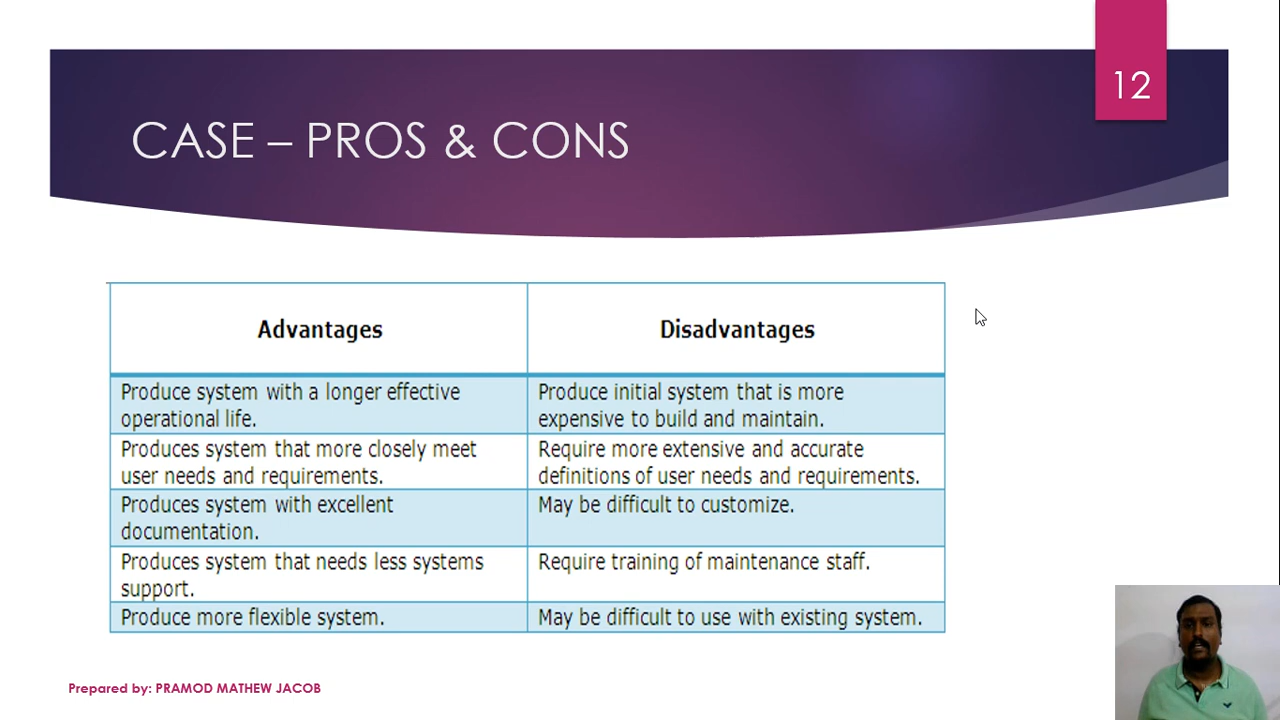 12
CASE – PROS & CONS
Advantages
Disadvantages
Produce system with a longer effective
operational life.
Produce initial system that is more
expensive to build and maintain.
Produces system that more closely meet
user needs and requirements.
Require more extensive and accurate
definitions of user needs and requirements.
Produces system with excellent
documentation.
May be difficult to customize.
Produces system that needs less systems
support.
Require training of maintenance staff.
Produce more flexible system.
May be difficult to use with existing system.
Prepared by: PRAMOD MATHEW JACOB